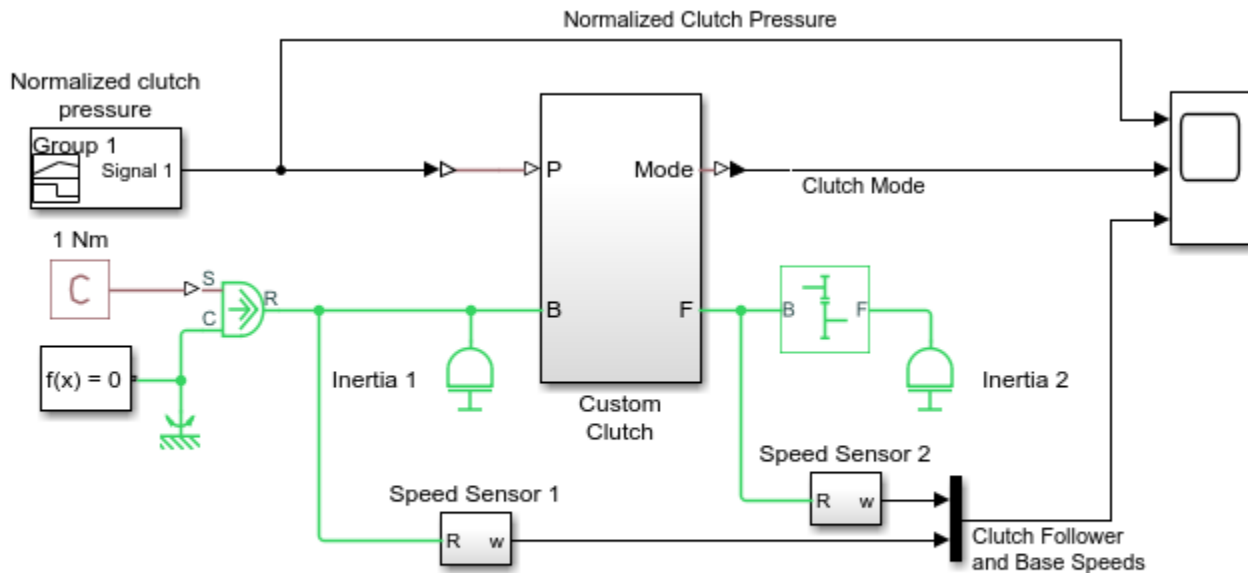 Normalized Clutch Pressure
Normalized clutch
pressure
Group 1
Signal 1
P
Mode
Clutch Mode
1 Nm
C
S
C
R
B
F
B
F
f(x) = 0
Inertia 1
Inertia 2
Custom
Clutch
Speed Sensor 2
R
w
Speed Sensor 1
R
w
Clutch Follower
and Base Speeds